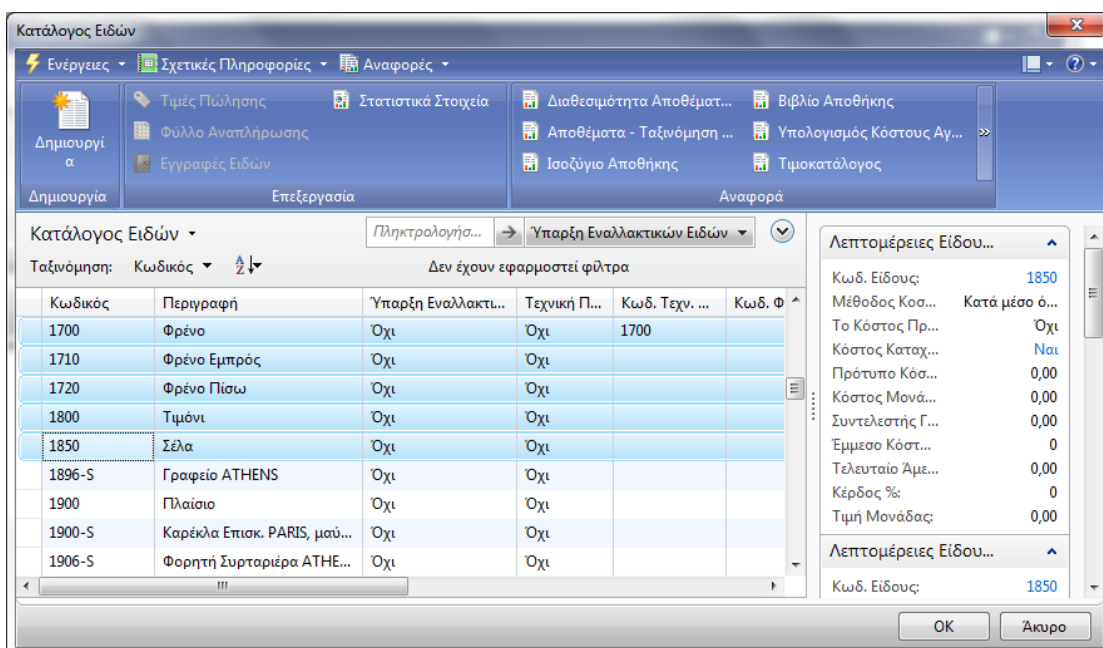 Κατάλογος Ειδών
Ενέργειες Σχετικές Πληροφορίες Αναφορές
Δημιουργί
α
Τιμές Πώλησης
Φύλλο Αναπλήρωσης
Εγγραφές Ειδών
Στατιστικά Στοιχεία
Διαθεσιμότητα Αποθέματ...
Αποθέματα - Ταξινόμηση ...
Ισοζύγιο Αποθήκης
Βιβλίο Αποθήκης
Υπολογισμός Κόστους Αγ...
Τιμοκατάλογος
Δημιουργία Επεξεργασία Αναφορά
Κατάλογος Ειδών Πληκτρολογήσ... Ύπαρξη Εναλλακτικών Ειδών
Ταξινόμηση: Κωδικός Δεν έχουν εφαρμοστεί φίλτρα
Κωδικός Περιγραφή Ύπαρξη Εναλλακτι... Τεχνική Π... Κωδ. Τεχν. ... Κωδ. Φ
1700 Φρένο Όχι Όχι 1700
1710 Φρένο Εμπρός Όχι Όχι
1720 Φρένο Πίσω Όχι Όχι
1800 Τιμόνι Όχι Όχι
1850 Σέλα Όχι Όχι
1896-S Γραφείο ATHENS Όχι Όχι
1900 Πλαίσιο Όχι Όχι
1900-S Καρέκλα Επισκ. PARIS, μαύ... Όχι Όχι
1906-S Φορητή Συρταριέρα ATHE... Όχι Όχι
Λεπτομέρειες Είδου...
Κωδ. Είδους: 1850
Μέθοδος Κοσ... Κατά μέσο ό...
Το Κόστος Πρ... Όχι
Κόστος Καταχ... Ναι
Πρότυπο Κόσ... 0,00
Κόστος Μονά... 0,00
Συντελεστής Γ... 0,00
Έμμεσο Κόστ... 0
Τελευταίο Άμε... 0,00
Κέρδος %: 0
Τιμή Μονάδας: 0,00
Λεπτομέρειες Είδου...
Κωδ. Είδους: 1850
OK Άκυρο